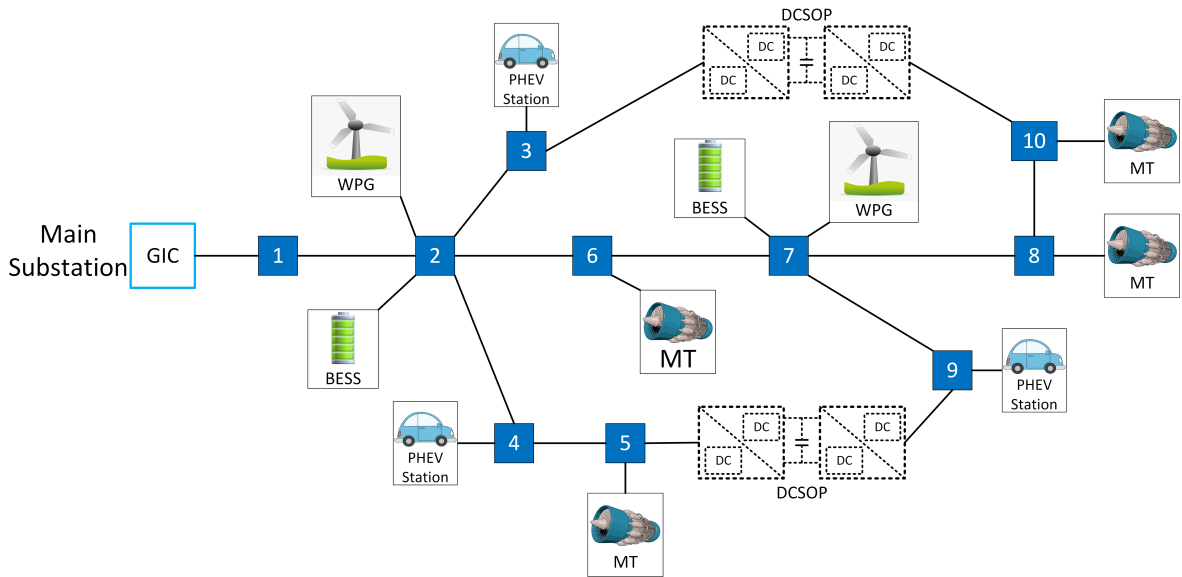 DCSOP
DC
DC
DC
DC
PHEV
Station
3
10
MT
WPG
BESS
WPG
Main
Substation
GIC
1
2
6
7
8
MT
MT
BESS
9
PHEV
Station
PHEV
Station
4
5
DC
DC
DC
DC
DCSOP
MT